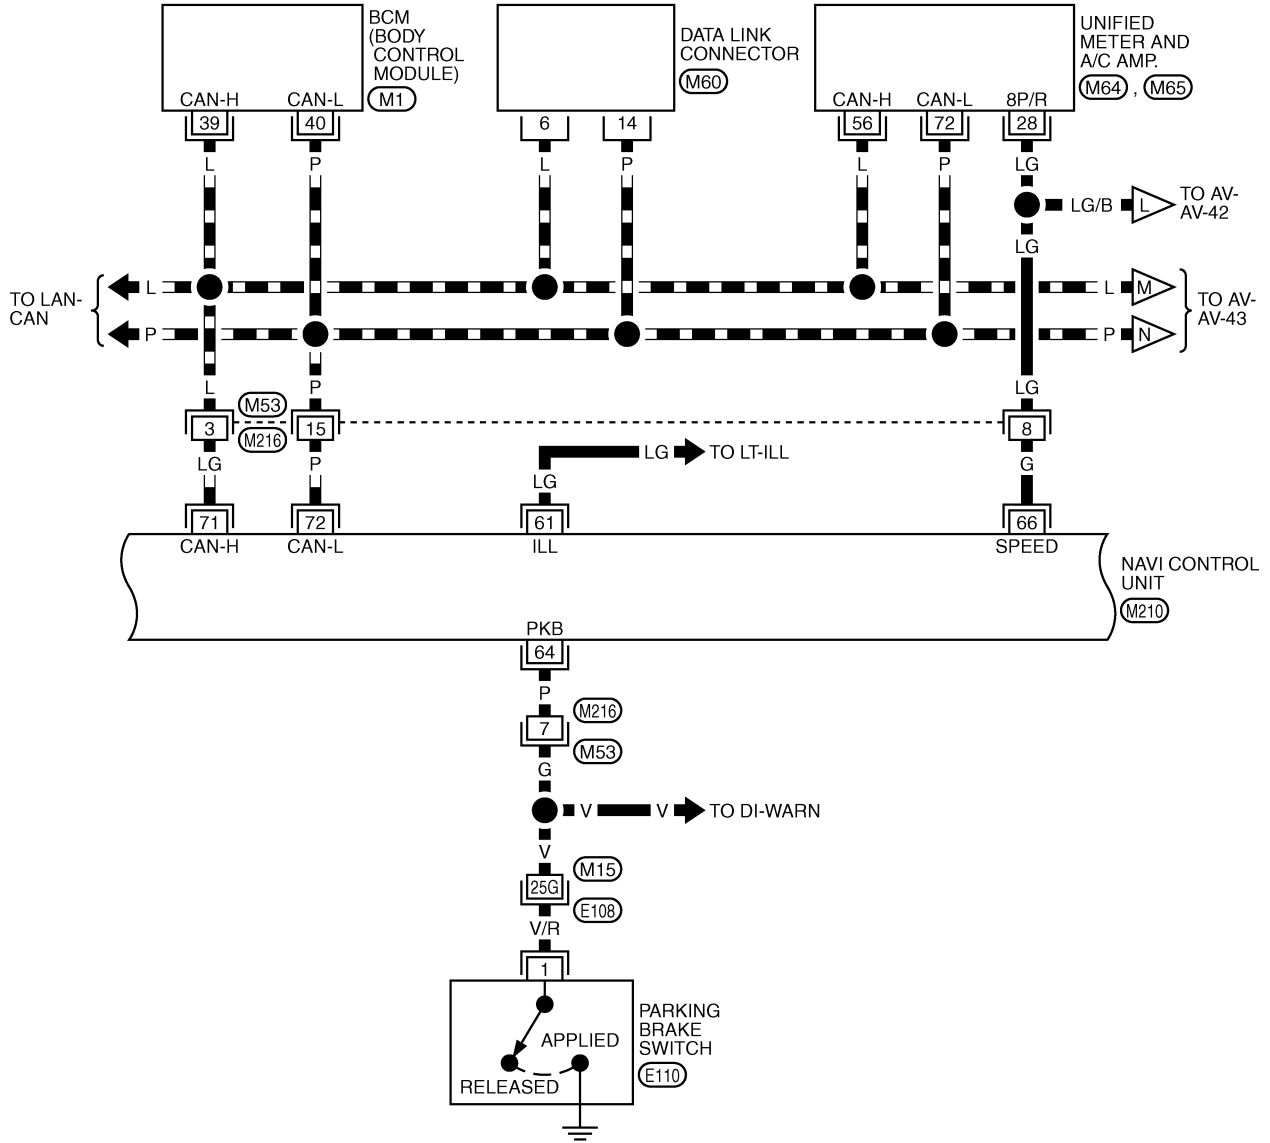 BCM
(BODY
CONTROL
MODULE)
M1
CAN-H
CAN-L
39
40
DATA LINK
CONNECTOR
M60
6
14
UNIFIED
METER AND
A/C AMP.
M64 , M65
CAN-H
CAN-L
8P/R
56
72
28
L
P
L
P
L
P
LG
LG/B
L
TO AV-
AV-42
LG
TO LAN-
CAN
L
P
L
M
P
N
TO AV-
AV-43
L
P
LG
M53
M216
3
15
8
LG
P
LG
TO LT-ILL
LG
G
71
72
61
66
CAN-H
CAN-L
ILL
SPEED
NAVI CONTROL
UNIT
M210
PKB
64
P
M216
7
M53
G
V
V
TO DI-WARN
V
M15
25G
E108
V/R
1
PARKING
BRAKE
SWITCH
E110
APPLIED
RELEASED